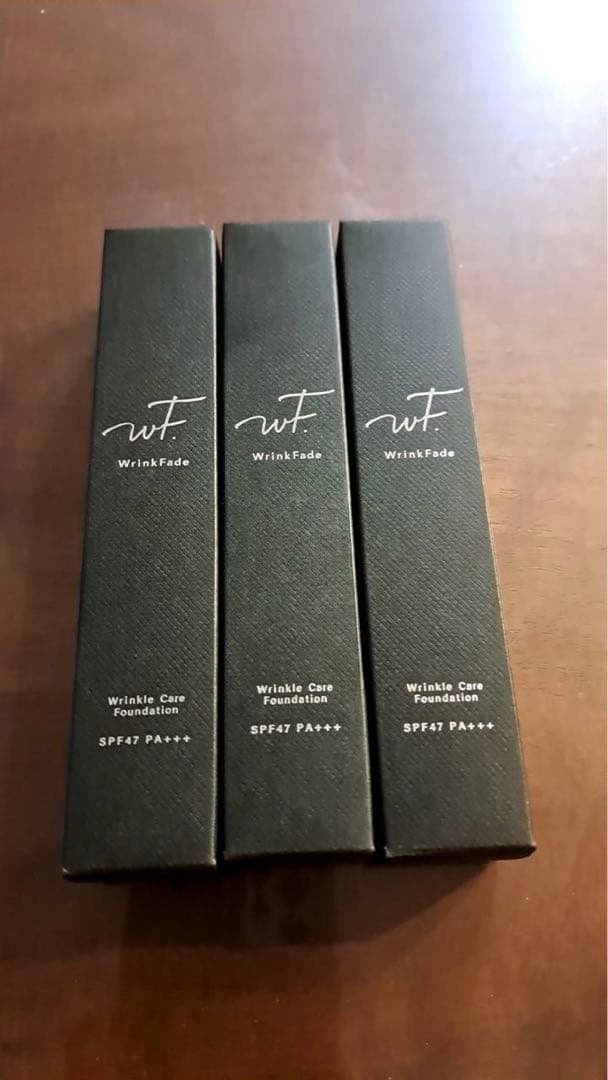 wF.
WrinkFade
Wrinkle Care
Foundation
SPF47 PA+++
wF.
WrinkFade
Wrinkle Care
Foundation
SPF47 PA+++
wF.
WrinkFade
Wrinkle Care
Foundation
SPF47 PA+++